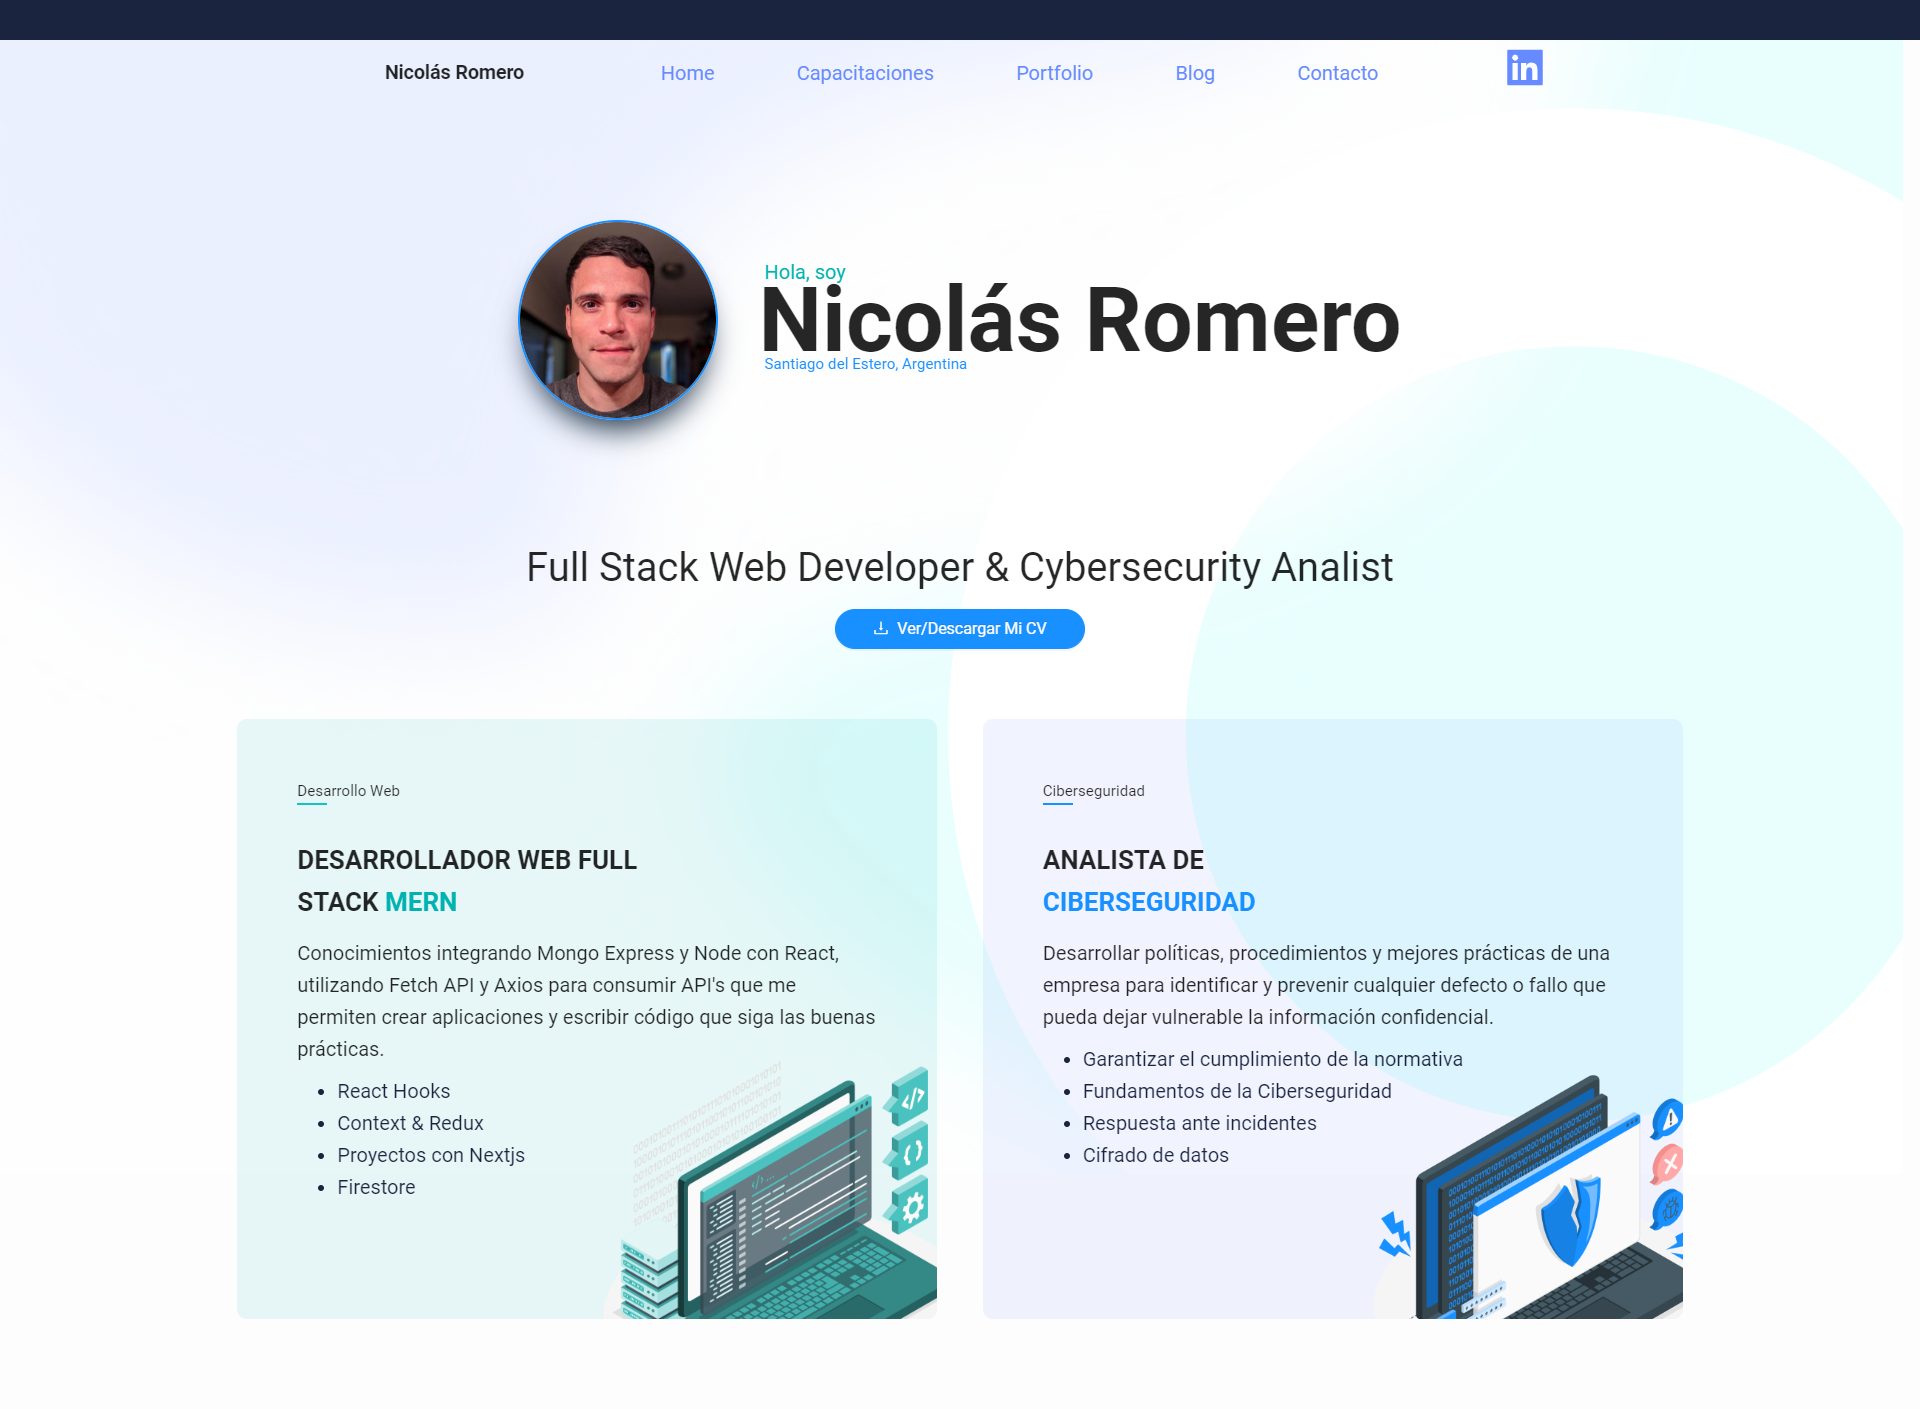 Nicolás Romero
Home
Capacitaciones
Portfolio
Blog
Contacto
in
Hola, soy
Nicolás Romero
Santiago del Estero, Argentina
Full Stack Web Developer & Cybersecurity Analist
Ver/Descargar Mi CV
Desarrollo Web
DESARROLLADOR WEB FULL
STACK MERN
Conocimientos integrando Mongo Express y Node con React,
utilizando Fetch API y Axios para consumir API's que me
permiten crear aplicaciones y escribir código que siga las buenas
prácticas.
React Hooks
Context & Redux
Proyectos con Nextjs
Firestore
Ciberseguridad
ANALISTA DE
CIBERSEGURIDAD
Desarrollar políticas, procedimientos y mejores prácticas de una
empresa para identificar y prevenir cualquier defecto o fallo que
pueda dejar vulnerable la información confidencial.
Garantizar el cumplimiento de la normativa
Fundamentos de la Ciberseguridad
Respuesta ante incidentes
Cifrado de datos